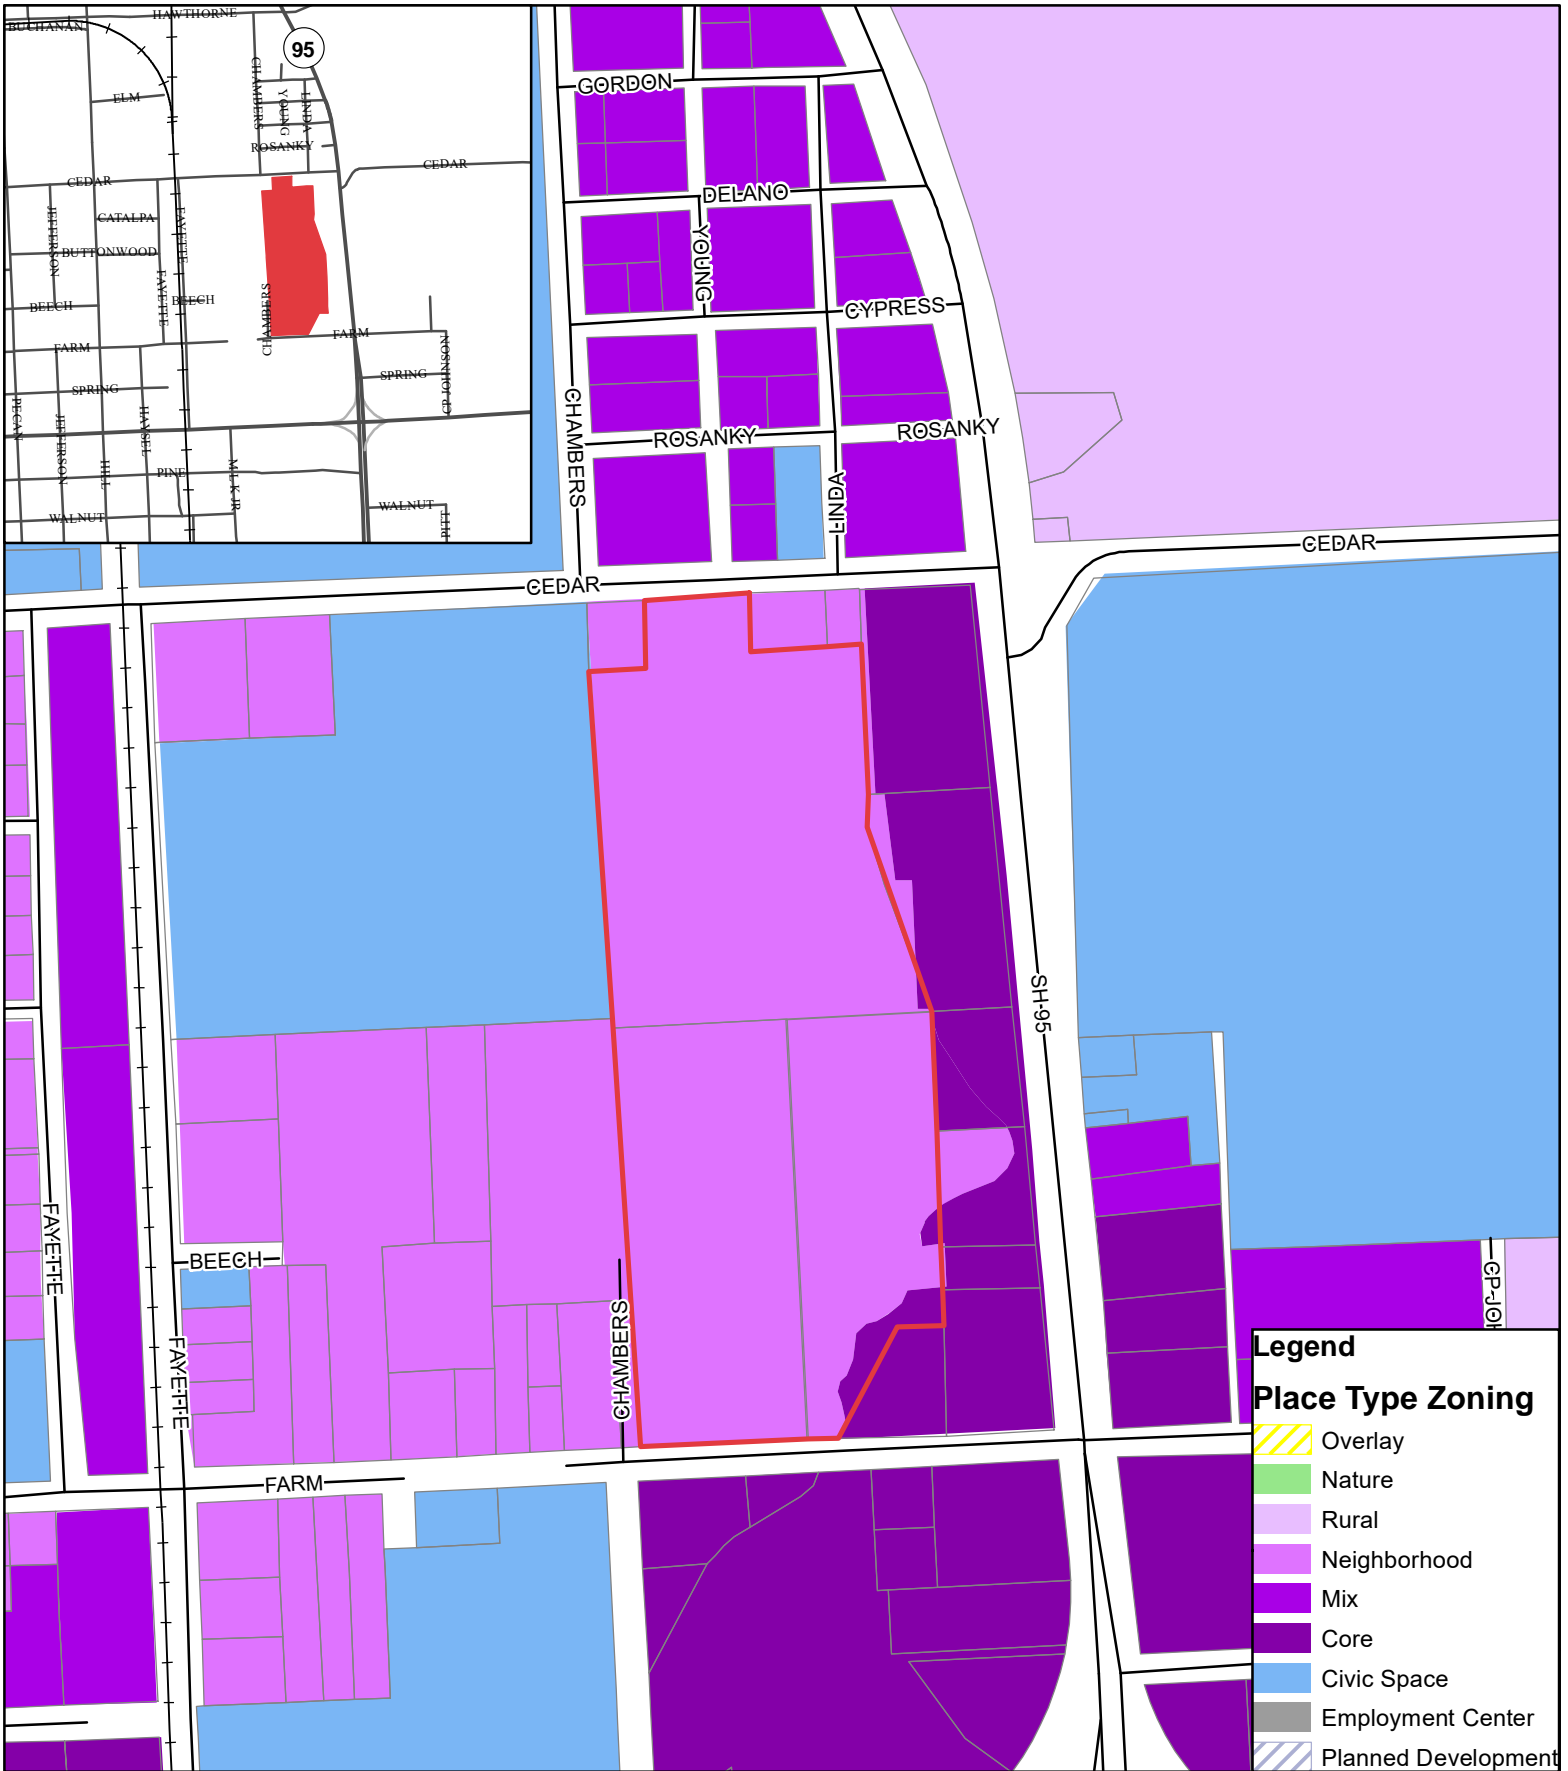 HAWTHORNE
BUCHANAN
95
ELM
CHAMBERS
YOUNG
LINDA
ROSANKY
CEDAR
CEDAR
JEFFERSON
CATALPA
FAYETTE
BUTTONWOOD
FAYETTE
BEECH
BEECH
CHAMBERS
FARM
FARM
SPRING
SPRING
CP JOHNSON
PECAN
JEFFERSON
HAYSEL
HILL
PINE
M L K JR
WALNUT
WALNUT
PITT
GORDON
DELANO
YOUNG
CYPRESS
CHAMBERS
ROSANKY
ROSANKY
LINDA
CEDAR
CEDAR
SH-95
FAYETTE
BEECH
FAYETTE
CHAMBERS
FARM
CP-JOH
Legend
Place Type Zoning
Overlay
Nature
Rural
Neighborhood
Mix
Core
Civic Space
Employment Center
Planned Development